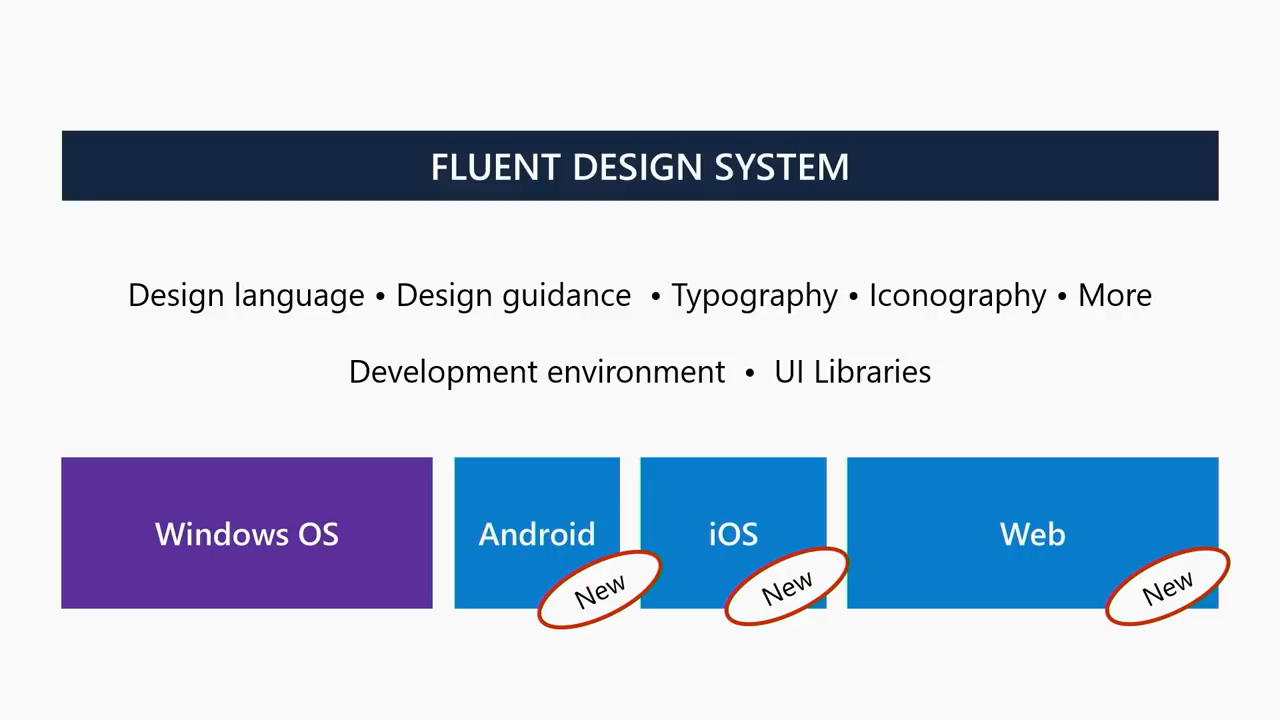 FLUENT DESIGN SYSTEM
Design language • Design guidance • Typography • Iconography • More
Development environment • UI Libraries
Windows OS
Android
New
iOS
New
Web
New